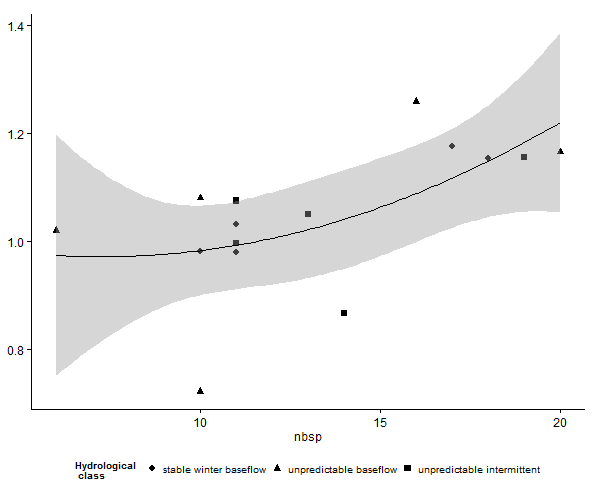 1.4
1.2
1.0
0.8
10 15 20
nbsp
Hydrological
class
stable winter baseflow unpredictable baseflow unpredictable intermittent